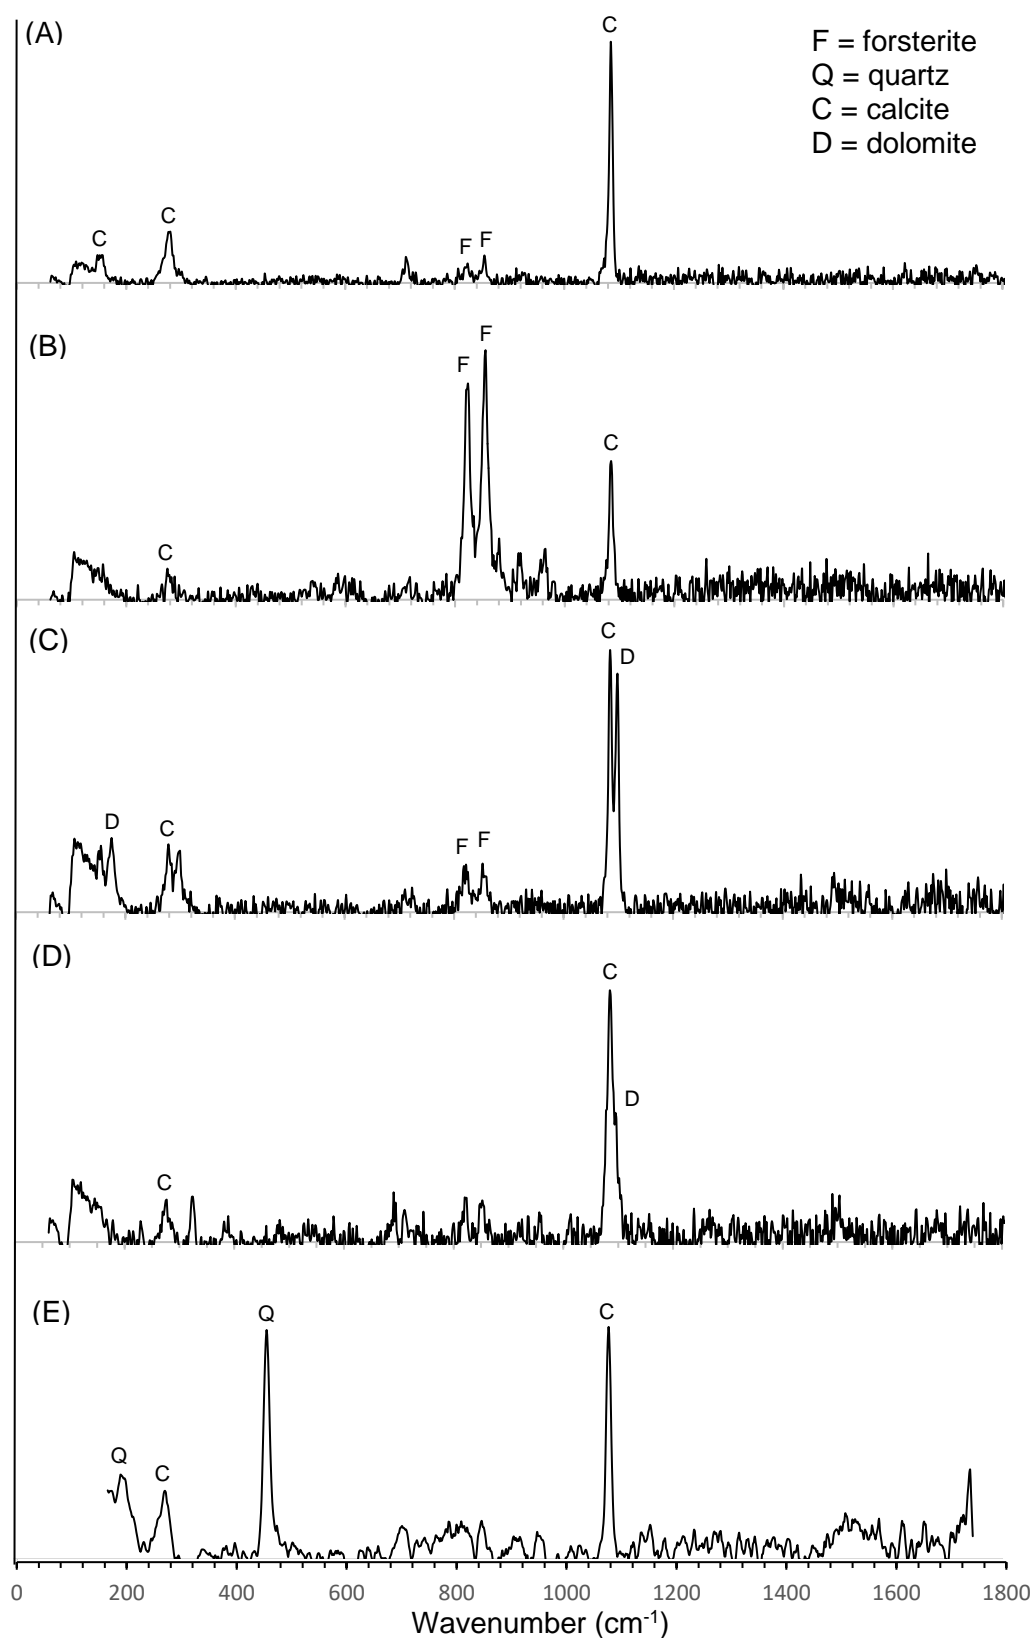 (A)
C
F = forsterite
Q = quartz
C = calcite
D = dolomite
C
C
F F
(B)
F
F
C
C
(C)
C
D
D
C
F F
(D)
C
D
C
(E)
Q
C
Q
C
0 200 400 600 800 1000 1200 1400 1600 1800
Wavenumber (cm-1)